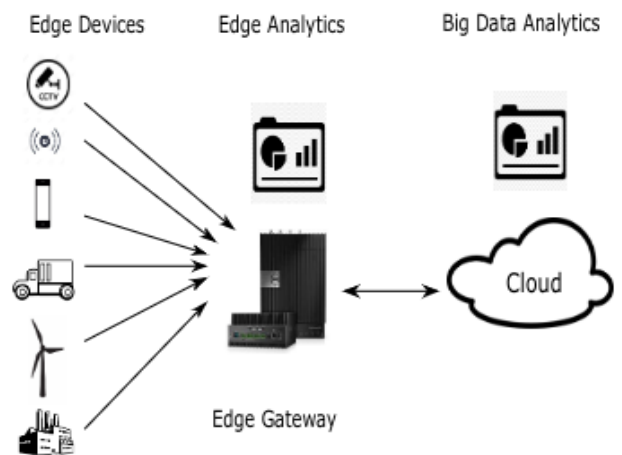 Edge Devices
Edge Analytics
Big Data Analytics
CCTV
Cloud
Edge Gateway